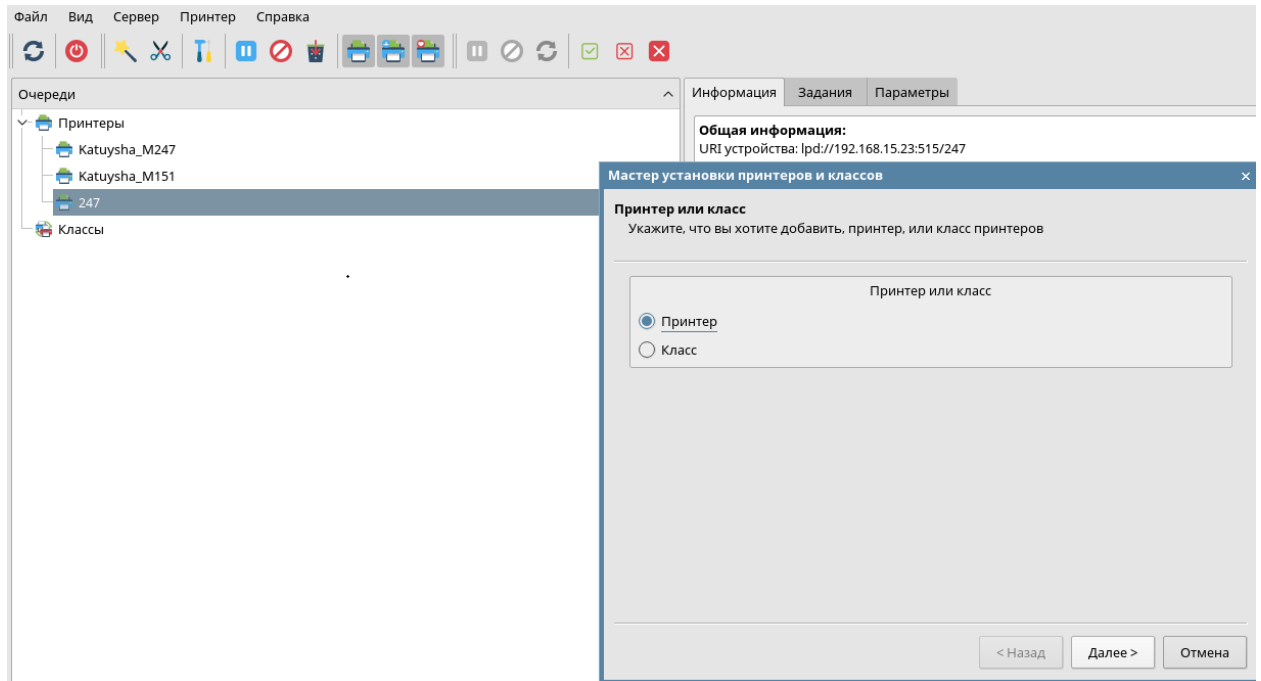 Файл Вид Сервер Принтер Справка
Очереди
Принтеры
Katuysha_M247
Katuysha_M151
247
Классы
Информация Задания Параметры
Общая информация:
URI устройства: lpd://192.168.15.23:515/247
Мастер установки принтеров и классов
Принтер или класс
Укажите, что вы хотите добавить, принтер, или класс принтеров
Принтер или класс
Принтер
Класс
< Назад Далее > Отмена